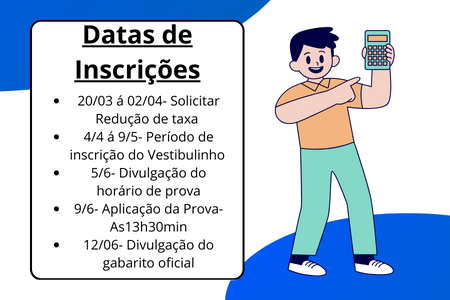 Datas de
Inscrições
• 20/03 á 02/04- Solicitar
Redução de taxa
• 4/4 á 9/5- Período de
inscrição do Vestibulinho
• 5/6- Divulgação do
horário de prova
• 9/6- Aplicação da Prova-
As13h30min
• 12/06- Divulgação do
gabarito oficial